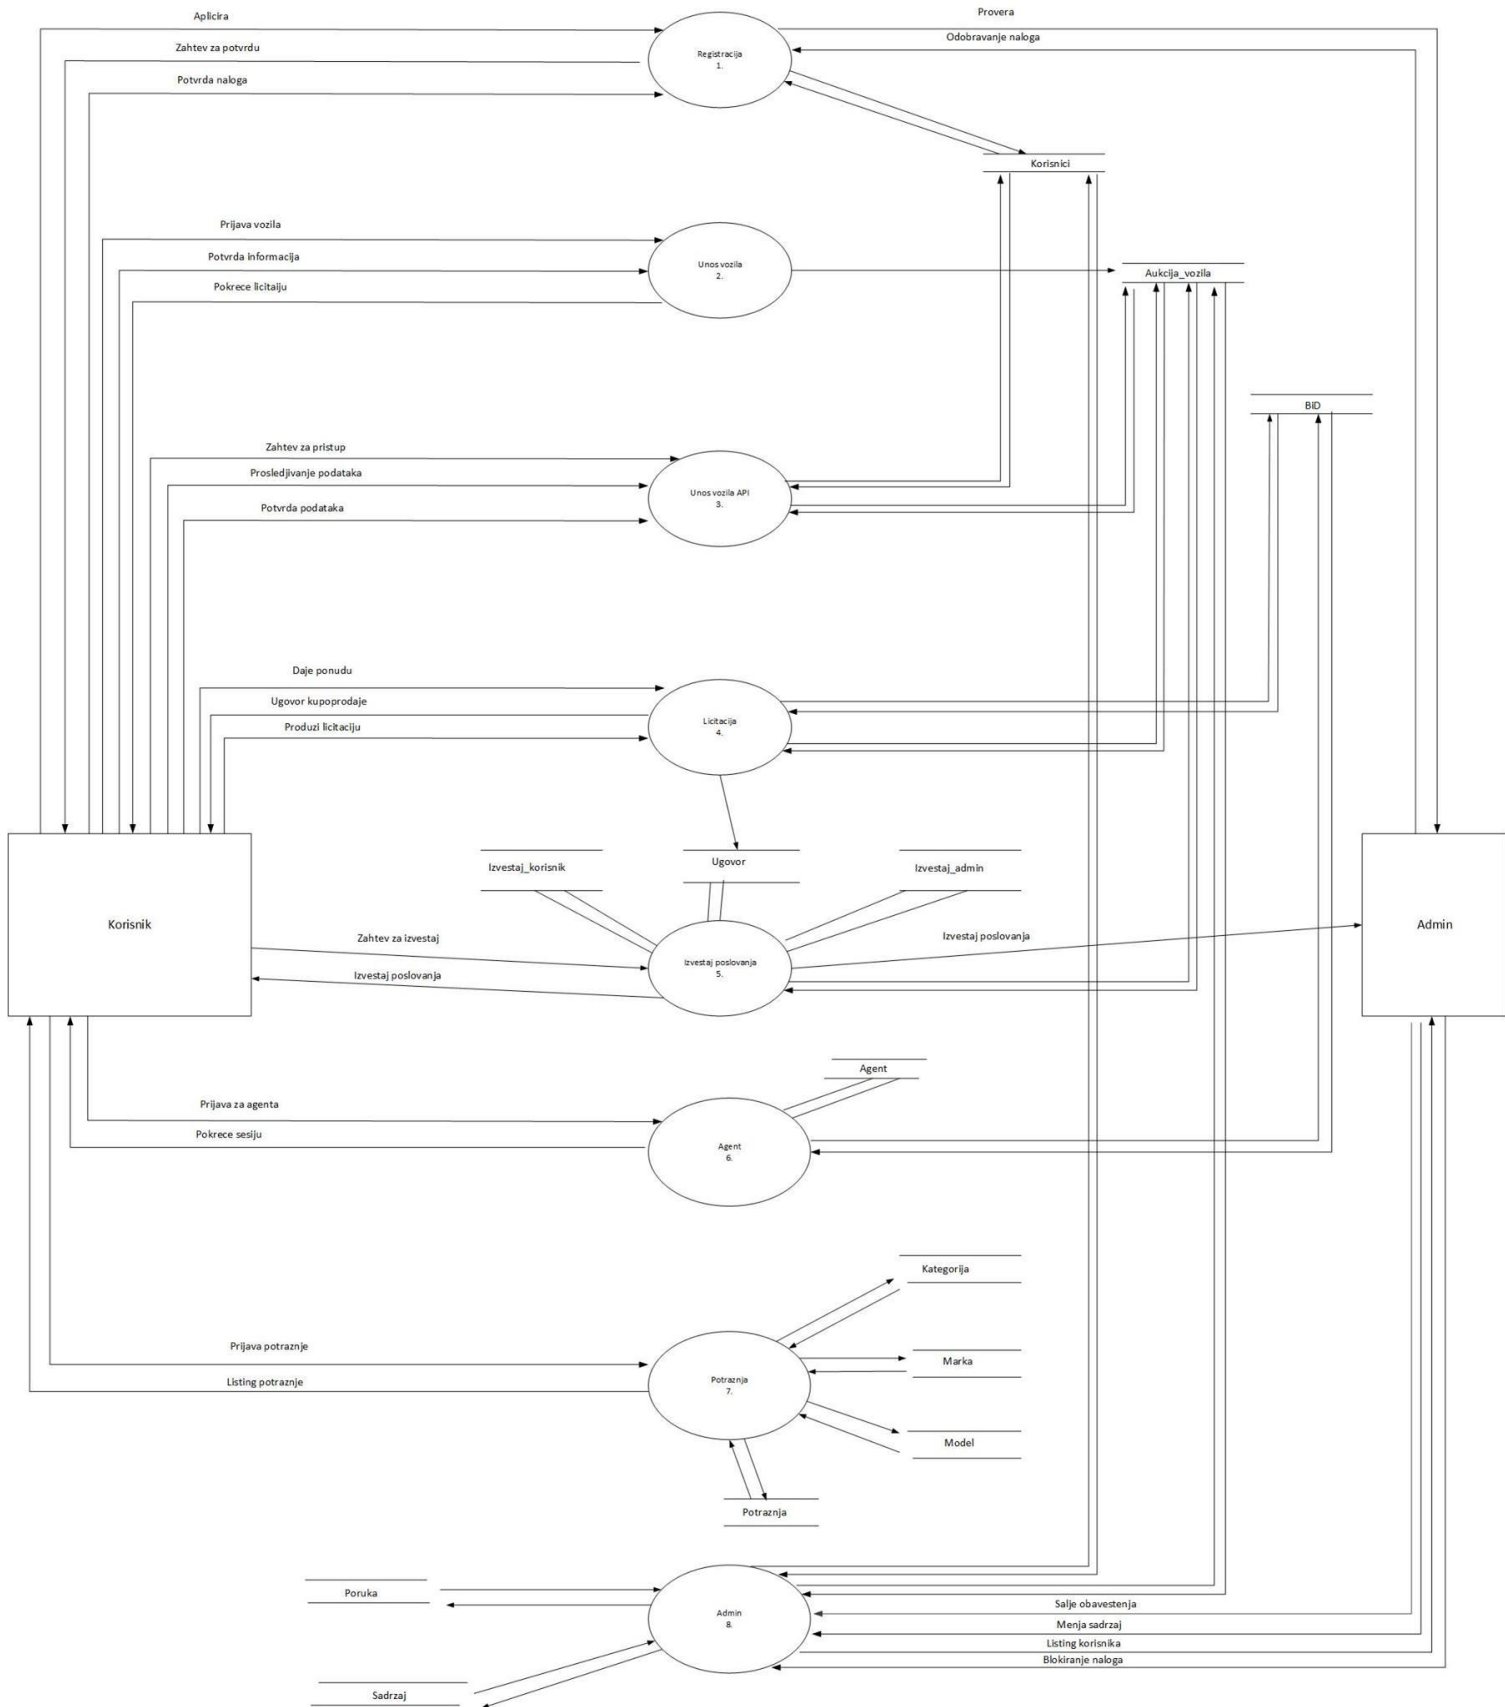 Aplicira
Provera
Zahtev za potvrdu
Odobravanje naloga
Registracija
1.
Potvrda naloga
Korisnici
Prijava vozila
Unos vozila
2.
Potvrda informacija
Aukcija_vozila
Pokrece licitaiju
BiD
Zahtev za pristup
Prosledjivanje podataka
Unos vozila API
3.
Potvrda podataka
Daje ponudu
Ugovor kupoprodaje
Licitacija
4.
Produzi licitaciju
Izvestaj_korisnik
Ugovor
Izvestaj_admin
Korisnik
Admin
Zahtev za izvestaj
Izvestaj poslovanja
Izvestaj poslovanja
5.
Izvestaj poslovanja
Agent
Prijava za agenta
Pokrece sesiju
Agent
6.
Kategorija
Prijava potraznje
Marka
Listing potraznje
Potraznja
7.
Model
Potraznja
Poruka
Admin
8.
Salje obavestenja
Menja sadrzaj
Listing korisnika
Blokiranje naloga
Sadrzaj